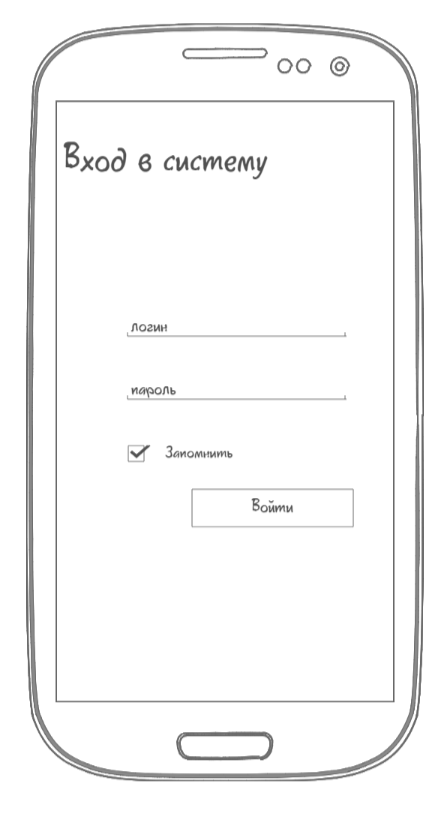 Вход в систему
логин
пароль
Запомнить
Войти